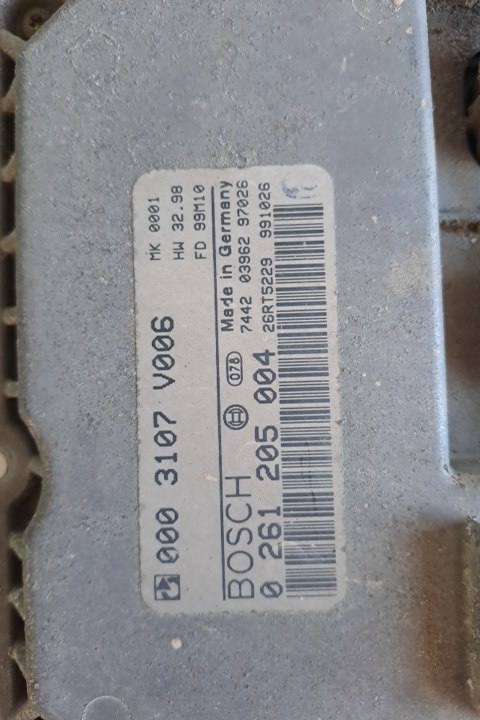 000 3107 V006
MK 0001
HW 32.98
FD 99M10
BOSCH
078
Made in Germany
0 261 205 004
7442 03962 97026
26RT5229 991026